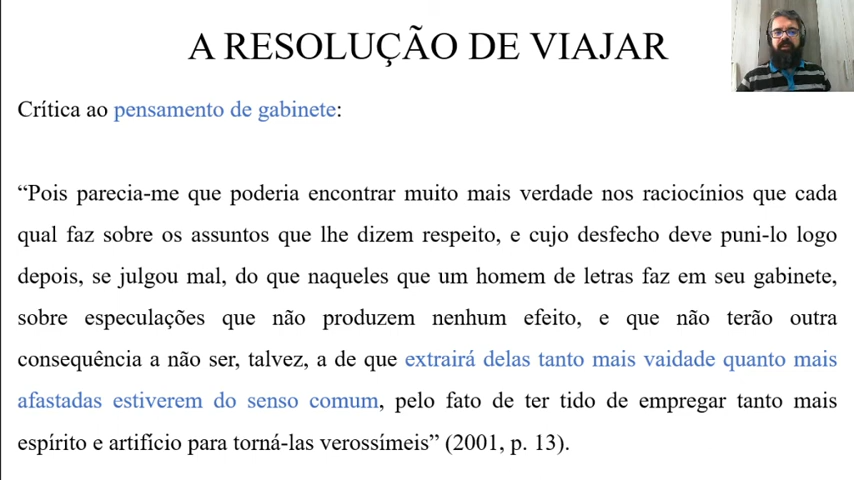 A RESOLUÇÃO DE VIAJAR
Crítica ao pensamento de gabinete:
“Pois parecia-me que poderia encontrar muito mais verdade nos raciocínios que cada
qual faz sobre os assuntos que lhe dizem respeito, e cujo desfecho deve puni-lo logo
depois, se julgou mal, do que naqueles que um homem de letras faz em seu gabinete,
sobre especulações que não produzem nenhum efeito, e que não terão outra
consequência a não ser, talvez, a de que extrairá delas tanto mais vaidade quanto mais
afastadas estiverem do senso comum, pelo fato de ter tido de empregar tanto mais
espírito e artifício para torná-las verossímeis” (2001, p. 13).